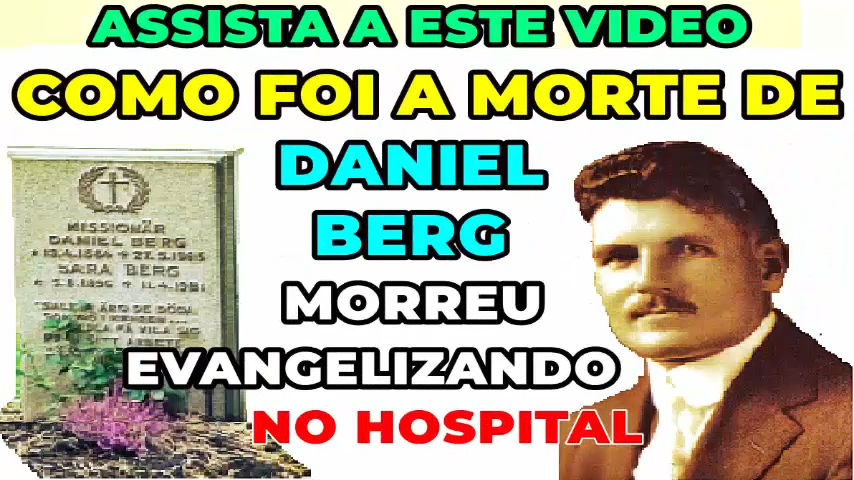 ASSISTA A ESTE VIDEO
COMO FOI A MORTE DE
DANIEL
BERG
MORREU
EVANGELIZANDO
NO HOSPITAL
MISSIONÄR
DANIEL BERG
SARA BERG